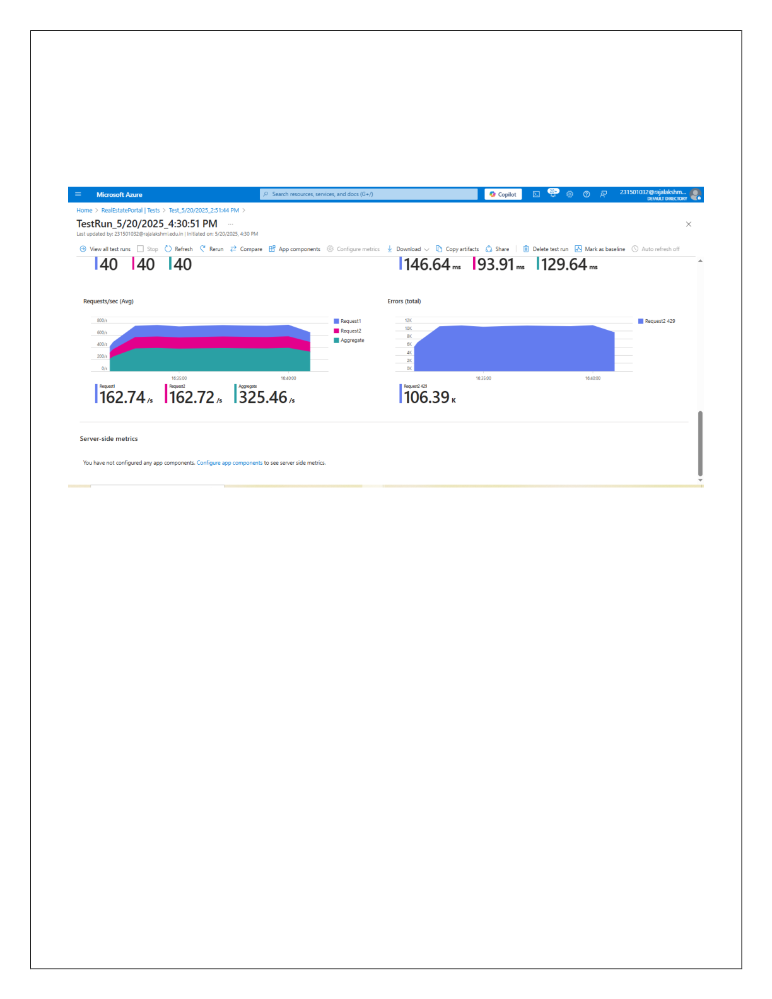 Microsoft Azure
Search resources, services, and docs (G+/)
Copilot
20+
231501032@rajalakshm...
DEFAULT DIRECTORY
Home > RealEstatePortal | Tests > Test_5/20/2025_2:51:44 PM >
TestRun_5/20/2025_4:30:51 PM ...
Last updated by: 231501032@rajalakshmi.edu.in | Initiated on: 5/20/2025, 4:30 PM
View all test runs Stop Refresh Rerun Compare App components Configure metrics Download Copy artifacts Share Delete test run Mark as baseline Auto refresh off
40 40 40
146.64 ms 93.91 ms 129.64 ms
Requests/sec (Avg)
800/s
600/s
400/s
200/s
0/s
16:35:00 16:40:00
Request1
Request2
Aggregate
Request1 Request2 Aggregate
162.74 /s 162.72 /s 325.46 /s
Errors (total)
12K
10K
8K
6K
4K
2K
0K
16:35:00 16:40:00
Request2 429
Request2 429
106.39 K
Server-side metrics
You have not configured any app components. Configure app components to see server side metrics.